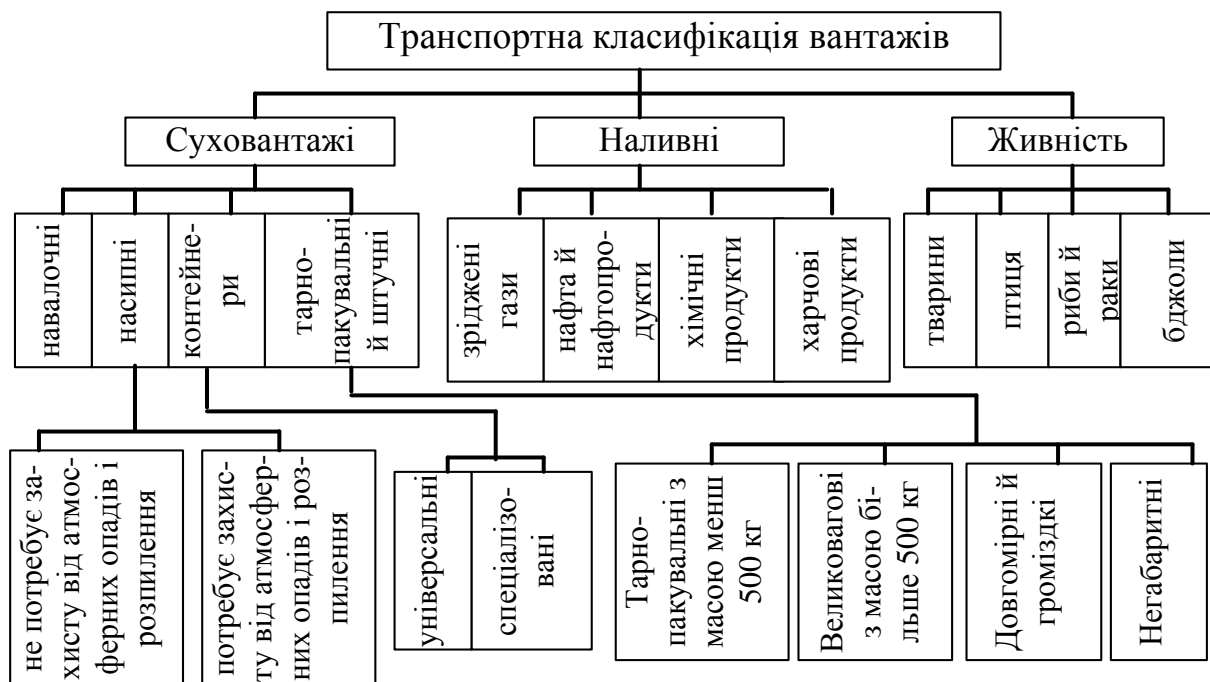 Транспортна класифікація вантажів
Суховантажі
Наливні
Живність
навалочні
насипні
контейне-
ри
тарно-
пакувальні
й штучні
зріджені
гази
нафта й
нафтопро-
дукти
хімічні
продукти
харчові
продукти
тварини
птиця
риби й
раки
бджоли
не потребує за-
хисту від атмос-
ферних опадів і
розпилення
потребує захис-
ту від атмосфер-
них опадів і роз-
пилення
універсальні
спеціалізо-
вані
Тарно-
пакувальні з
масою менш
500 кг
Великовагові
з масою бі-
льше 500 кг
Довгомірні й
громіздкі
Негабаритні